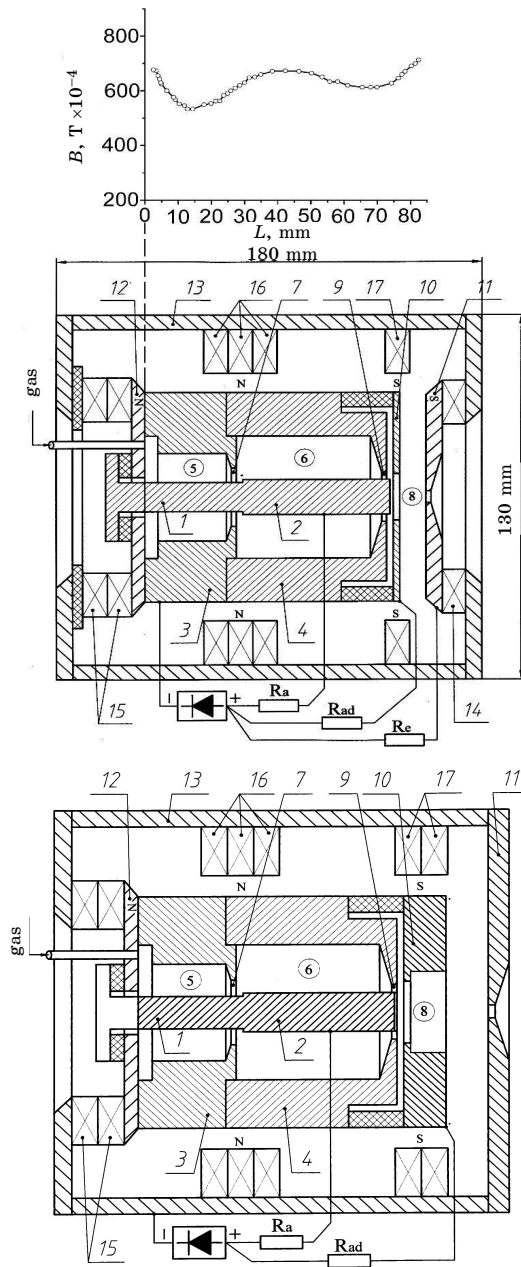 800
600
400
200
B, T ×10⁻⁴
0 10 20 30 40 50 60 70 80
L, mm
180 mm
12 13 16 7 9 17 10 11
gas
N S
N S
5 6 8
1 2
130 mm
3 N 4 S
15 − + Ra 14
Rad
Re
12 13 16 7 9 10 17 11
N S
N
gas
5 6 8
1 2
3 N 4 S
15 − + Ra
Rad